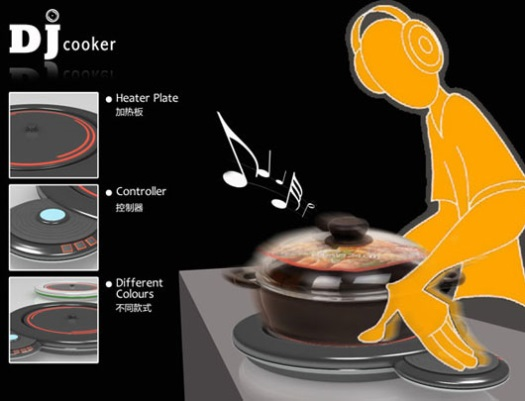 DJ cooker
Heater Plate
加热板
Controller
控制器
Different
Colours
不同款式